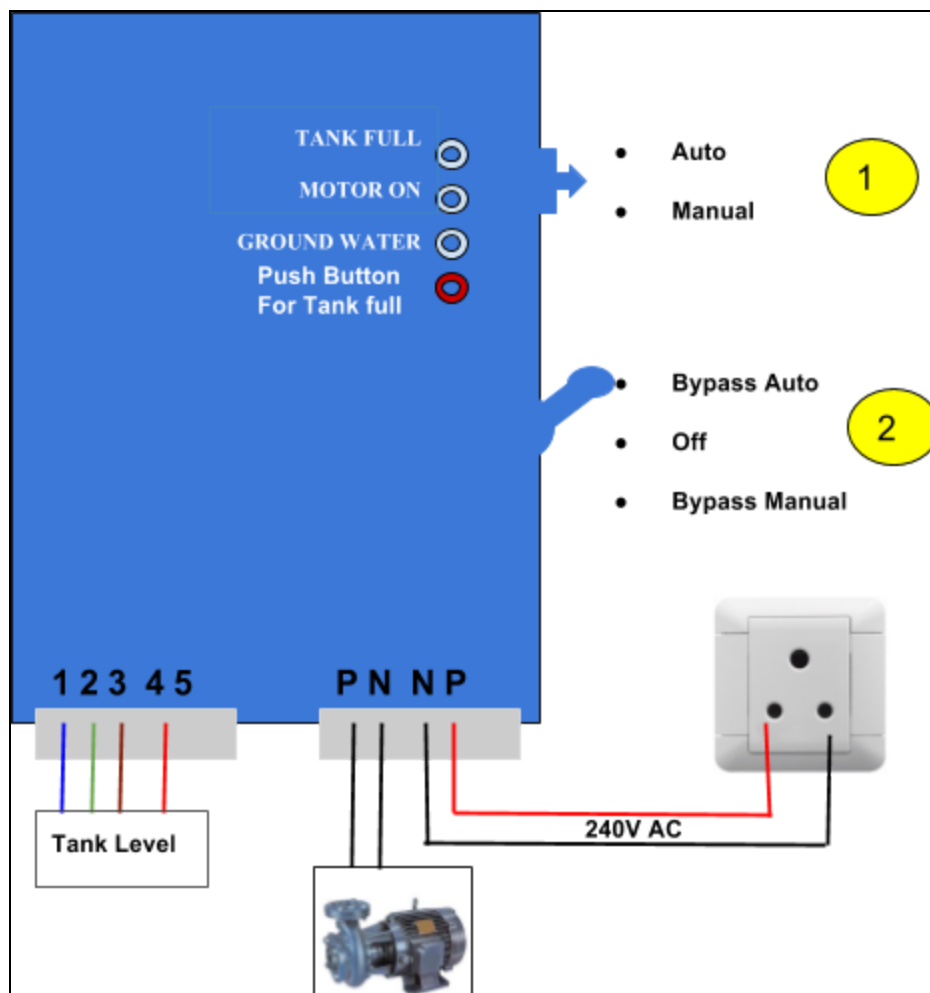 TANK FULL
MOTOR ON
GROUND WATER
Push Button
For Tank full
Auto
Manual
1
Bypass Auto
Off
Bypass Manual
2
1 2 3 4 5
P N N P
Tank Level
240V AC